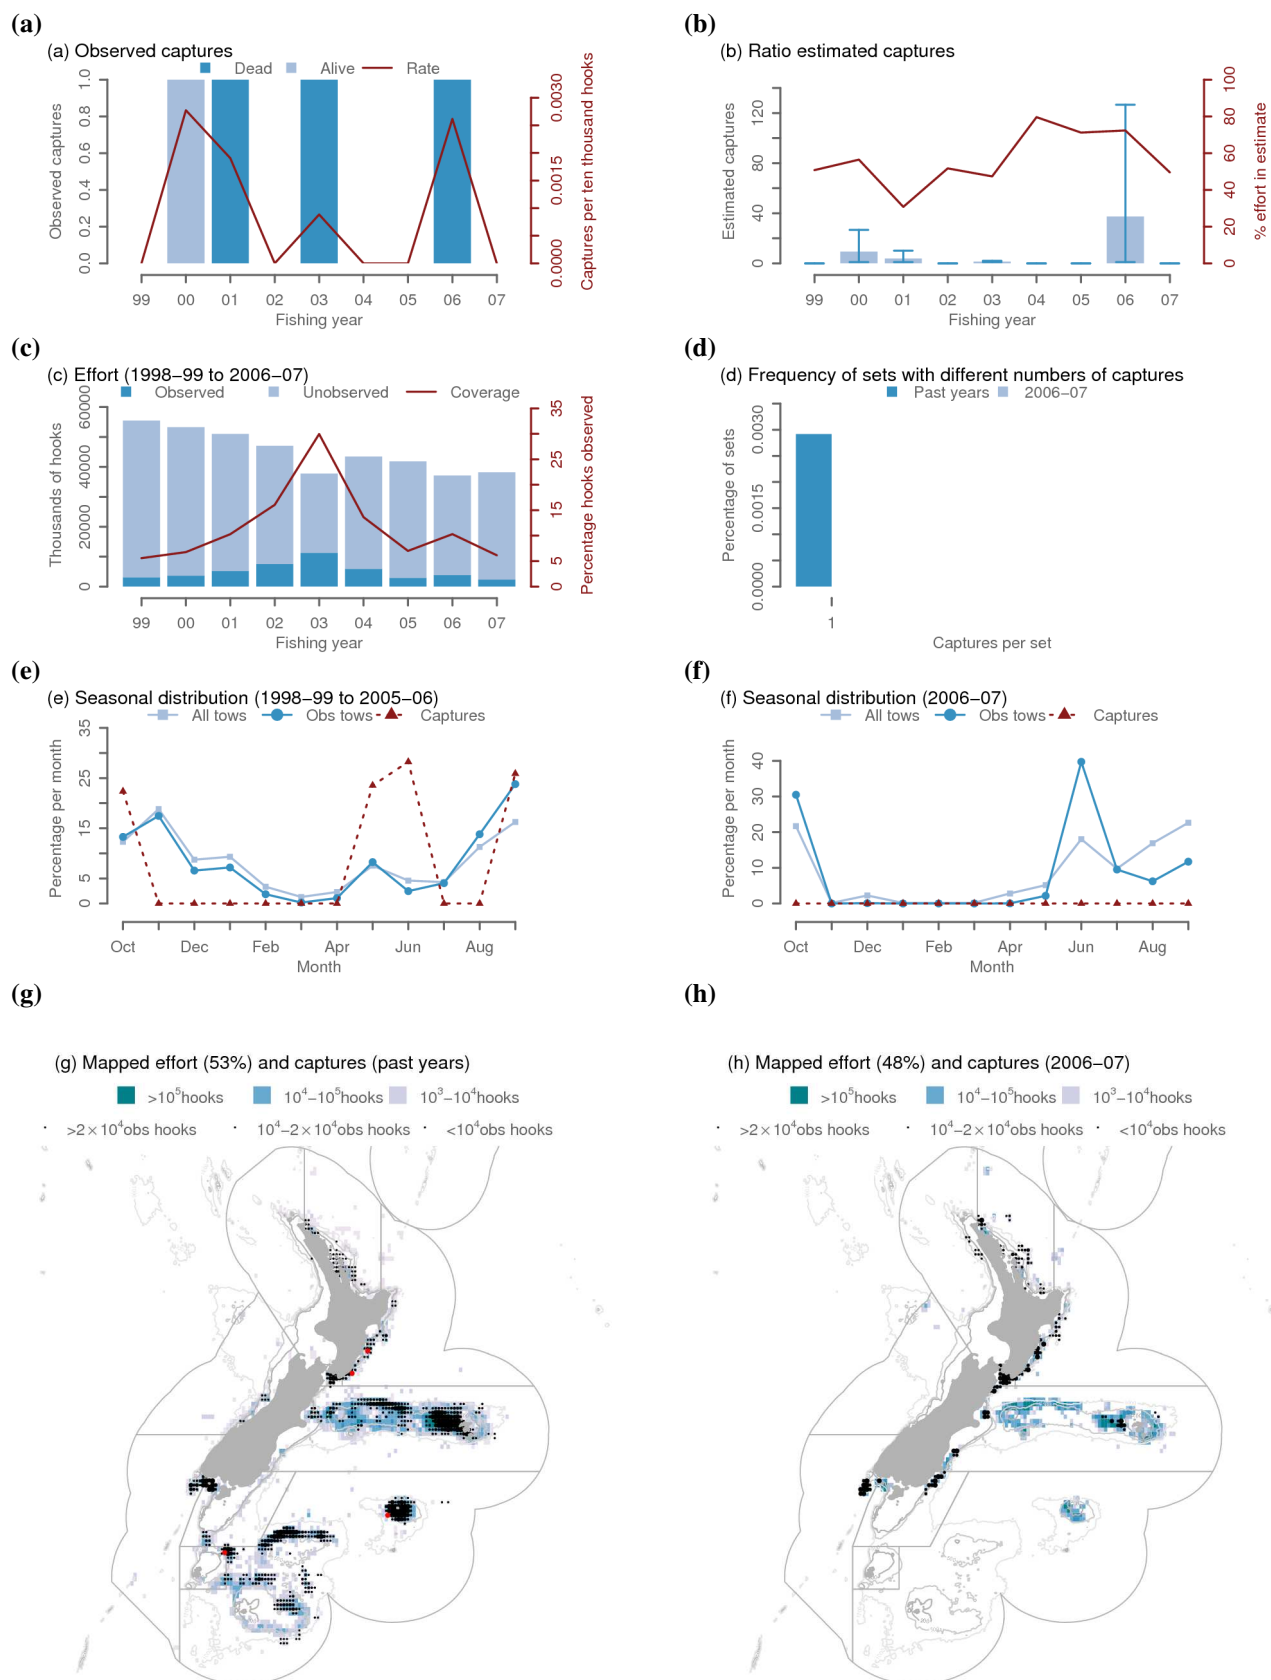 (a)
(a) Observed captures
Dead Alive Rate
Observed captures
0.0 0.2 0.4 0.6 0.8 1.0
0.0000 0.0015 0.0030
Captures per ten thousand hooks
99 00 01 02 03 04 05 06 07
Fishing year
(b)
(b) Ratio estimated captures
Estimated captures
0 40 80 120
0 20 40 60 80 100
% effort in estimate
99 00 01 02 03 04 05 06 07
Fishing year
(c)
(c) Effort (1998–99 to 2006–07)
Observed Unobserved Coverage
Thousands of hooks
0 20000 40000 60000
0 5 15 25 35
Percentage hooks observed
99 00 01 02 03 04 05 06 07
Fishing year
(d)
(d) Frequency of sets with different numbers of captures
Past years 2006–07
Percentage of sets
0.0000 0.0015 0.0030
1
Captures per set
(e)
(e) Seasonal distribution (1998–99 to 2005–06)
All tows Obs tows Captures
Percentage per month
0 5 15 25 35
Oct Dec Feb Apr Jun Aug
Month
(f)
(f) Seasonal distribution (2006–07)
All tows Obs tows Captures
Percentage per month
0 10 20 30 40
Oct Dec Feb Apr Jun Aug
Month
(g)
(g) Mapped effort (53%) and captures (past years)
>10⁵hooks 10⁴–10⁵hooks 10³–10⁴hooks
>2×10⁴obs hooks 10⁴–2×10⁴obs hooks <10⁴obs hooks
(h)
(h) Mapped effort (48%) and captures (2006–07)
>10⁵hooks 10⁴–10⁵hooks 10³–10⁴hooks
>2×10⁴obs hooks 10⁴–2×10⁴obs hooks <10⁴obs hooks